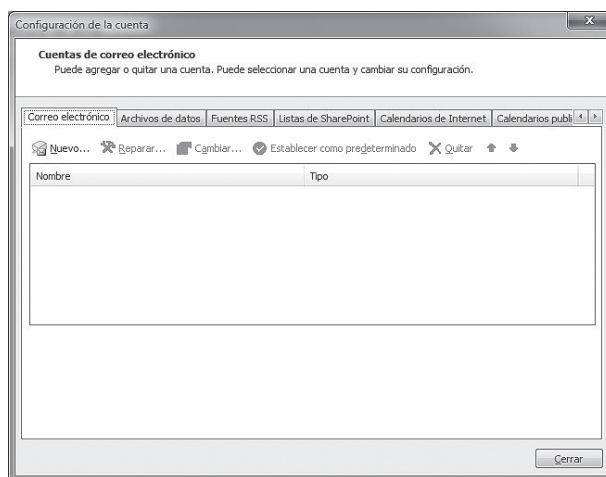 Configuración de la cuenta
Cuentas de correo electrónico
Puede agregar o quitar una cuenta. Puede seleccionar una cuenta y cambiar su configuración.
Correo electrónico Archivos de datos Fuentes RSS Listas de SharePoint Calendarios de Internet Calendarios publi
Nuevo... Reparar... Cambiar... Establecer como predeterminado Quitar
Nombre Tipo
Cerrar